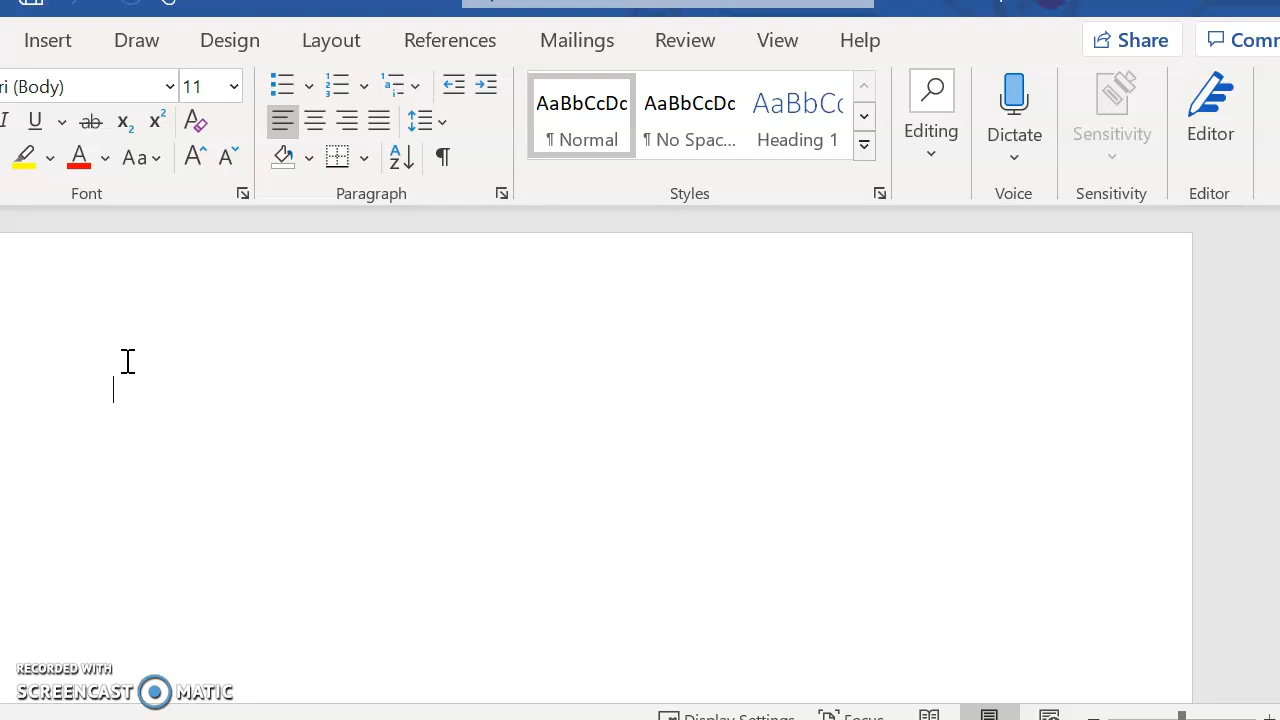 Insert Draw Design Layout References Mailings Review View Help Share Comm
ri (Body) 11
AaBbCcDc AaBbCcDc AaBbCc
¶ Normal ¶ No Spac... Heading 1
Editing Dictate Sensitivity Editor
Font Paragraph Styles Voice Sensitivity Editor
RECORDED WITH
SCREENCAST MATIC
Display Settings Focus